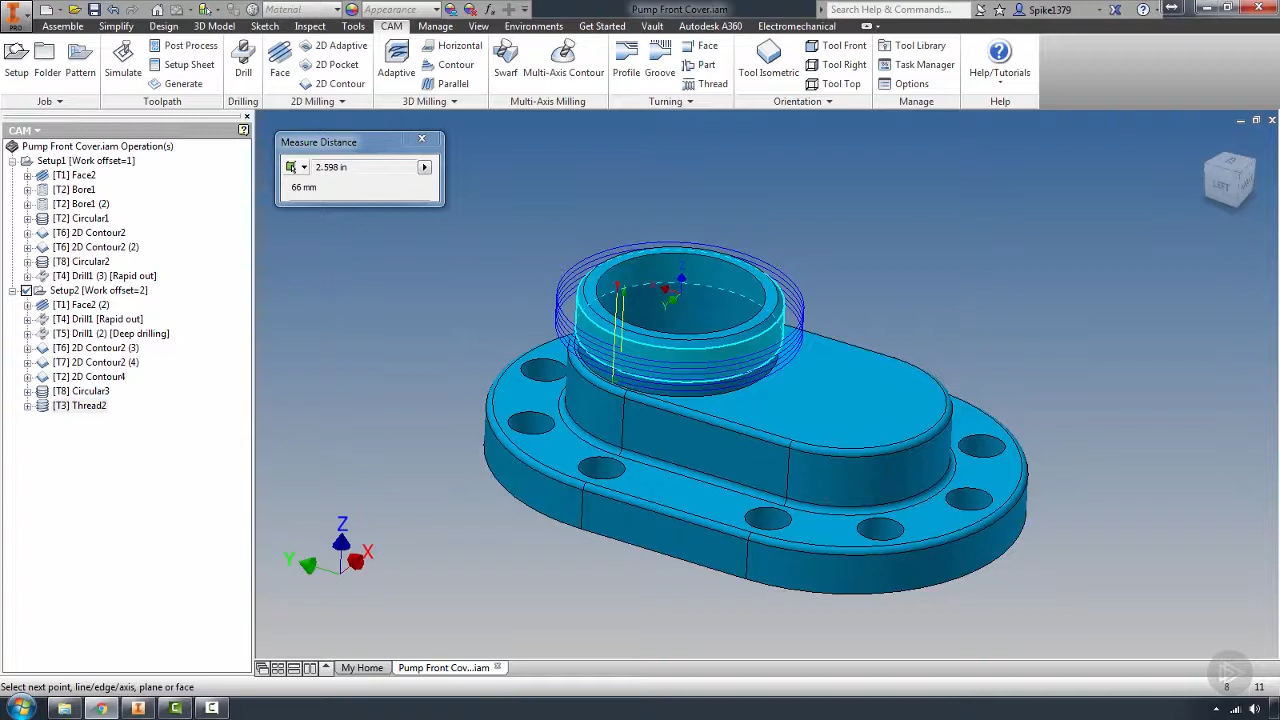 Material
Appearance
Pump Front Cover.iam
Search Help & Commands...
Spike1379
PRO
Assemble
Simplify
Design
3D Model
Sketch
Inspect
Tools
CAM
Manage
View
Environments
Get Started
Vault
Autodesk A360
Electromechanical
Setup
Folder
Pattern
Simulate
Post Process
Setup Sheet
Generate
Drill
Face
2D Adaptive
2D Pocket
2D Contour
Adaptive
Horizontal
Contour
Parallel
Swarf
Multi-Axis Contour
Profile
Groove
Face
Part
Thread
Tool Isometric
Tool Front
Tool Right
Tool Top
Tool Library
Task Manager
Options
Help/Tutorials
Job
Toolpath
Drilling
2D Milling
3D Milling
Multi-Axis Milling
Turning
Orientation
Manage
Help
CAM
Pump Front Cover.iam Operation(s)
Setup1 [Work offset=1]
[T1] Face2
[T2] Bore1
[T2] Bore1 (2)
[T2] Circular1
[T6] 2D Contour2
[T6] 2D Contour2 (2)
[T8] Circular2
[T4] Drill1 (3) [Rapid out]
Setup2 [Work offset=2]
[T1] Face2 (2)
[T4] Drill1 [Rapid out]
[T5] Drill1 (2) [Deep drilling]
[T6] 2D Contour2 (3)
[T7] 2D Contour2 (4)
[T2] 2D Contour4
[T8] Circular3
[T3] Thread2
Measure Distance
2.598 in
66 mm
LEFT
Z
Y
Z
Y
X
My Home
Pump Front Cov...iam
Select next point, line/edge/axis, plane or face
8
11